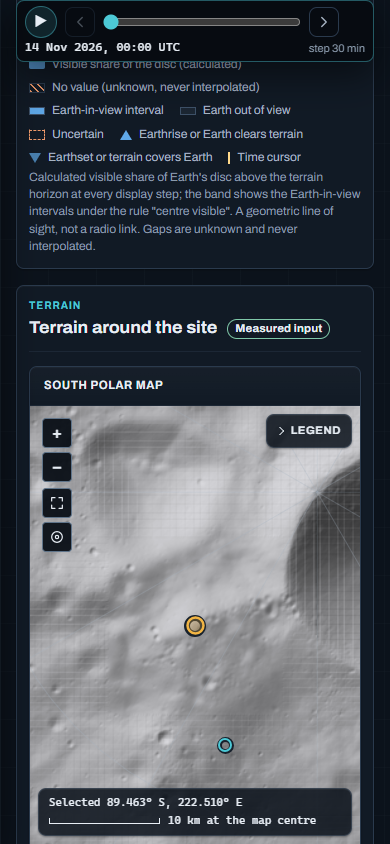 14 Nov 2026, 00:00 UTC
step 30 min
Visible share of the disc (calculated)
No value (unknown, never interpolated)
Earth-in-view interval Earth out of view
Uncertain Earthrise or Earth clears terrain
Earthset or terrain covers Earth Time cursor
Calculated visible share of Earth's disc above the terrain
horizon at every display step; the band shows the Earth-in-view
intervals under the rule "centre visible". A geometric line of
sight, not a radio link. Gaps are unknown and never
interpolated.
TERRAIN
Terrain around the site Measured input
SOUTH POLAR MAP
+
LEGEND
−
Selected 89.463° S, 222.510° E
10 km at the map centre